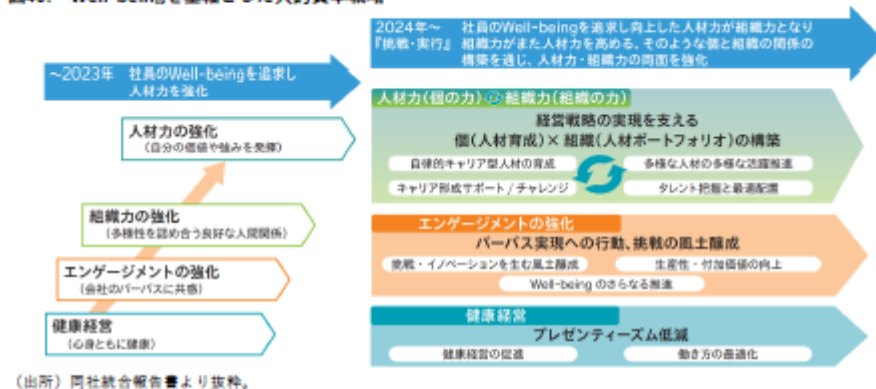 ～2023年 社員のWell-beingを追求し
人材力を強化
人材力の強化
(自分の価値や強みを発揮)
組織力の強化
(多様性を認め合う良好な人間関係)
エンゲージメントの強化
(会社のパーパスに共感)
健康経営
(心身ともに健康)
2024年～ 社員のWell-beingを追求し向上した人材力が組織力となり
『挑戦・実行』 組織力がまた人材力を高める、そのような個と組織の関係の
構築を通じ、人材力・組織力の両面を強化
人材力(個の力) 組織力(組織の力)
経営戦略の実現を支える
個(人材育成)×組織(人材ポートフォリオ)の構築
自律的キャリア型人材の育成 多様な人材の多様な活躍推進
キャリア形成サポート/チャレンジ タレント把握と最適配置
エンゲージメントの強化
パーパス実現への行動、挑戦の風土醸成
挑戦・イノベーションを生む風土醸成 生産性・付加価値の向上
Well-being のさらなる推進
健康経営
プレゼンティーズム低減
健康経営の促進 働き方の最適化
(出所) 同社統合報告書より抜粋。